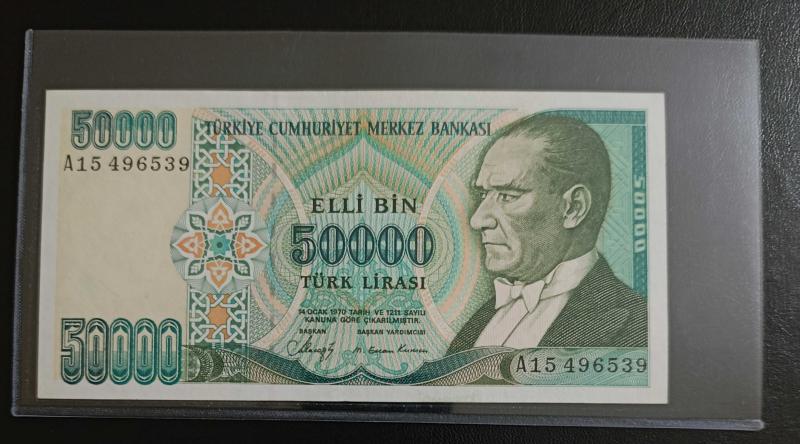 50000
TÜRKİYE CUMHURİYET MERKEZ BANKASI
A15 496539
ELLİ BİN
50000
TÜRK LİRASI
14 OCAK 1970 TARİH VE 1211 SAYILI
KANUNA GÖRE ÇIKARILMIŞTIR.
BAŞKAN BAŞKAN YARDIMCISI
50000
50000
A15 496539